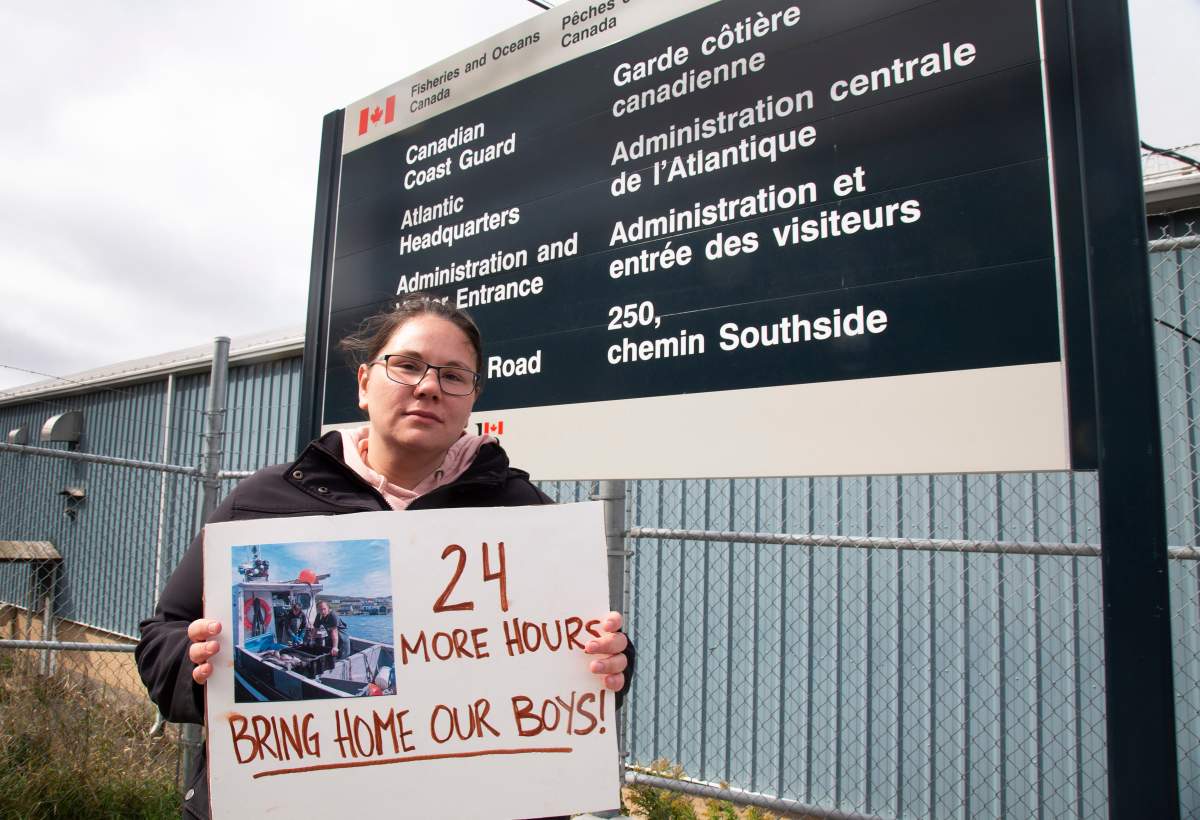 Fisheries and Oceans
Canada
Pêches
Canada
Canadian
Coast Guard
Atlantic
Headquarters
Administration and
Entrance
Road
Garde côtière
canadienne
Administration centrale
de l'Atlantique
Administration et
entrée des visiteurs
250,
chemin Southside
24
MORE HOURS
BRING HOME OUR BOYS!